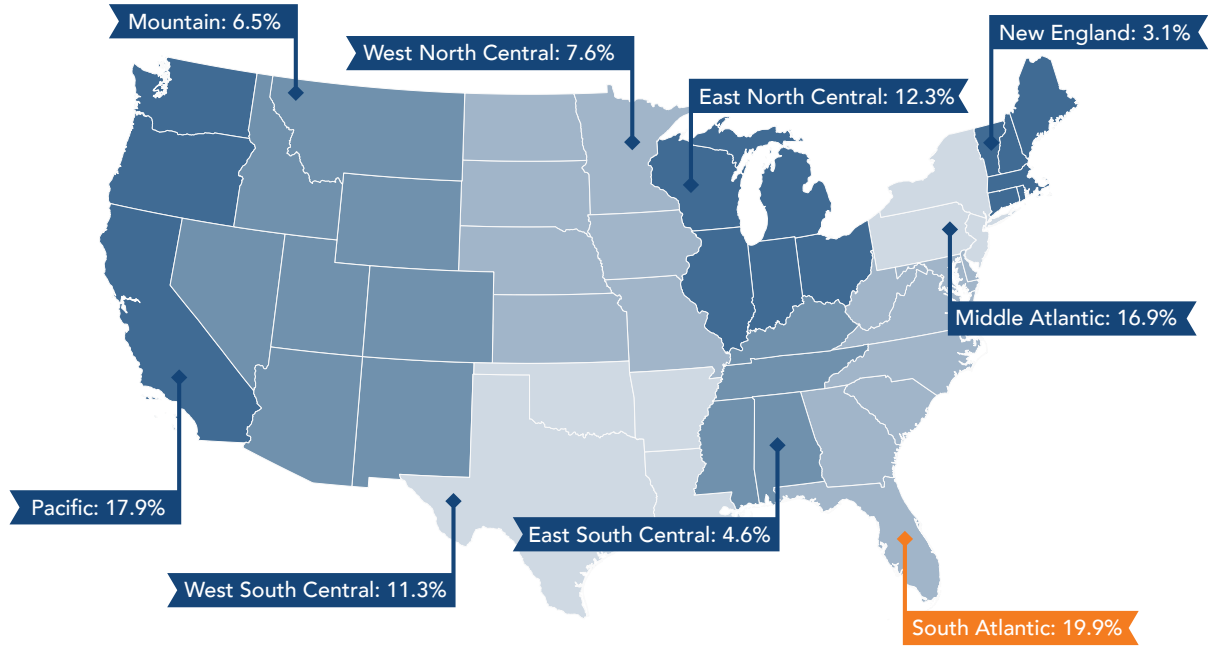 Mountain: 6.5%
New England: 3.1%
West North Central: 7.6%
East North Central: 12.3%
Middle Atlantic: 16.9%
Pacific: 17.9%
East South Central: 4.6%
West South Central: 11.3%
South Atlantic: 19.9%